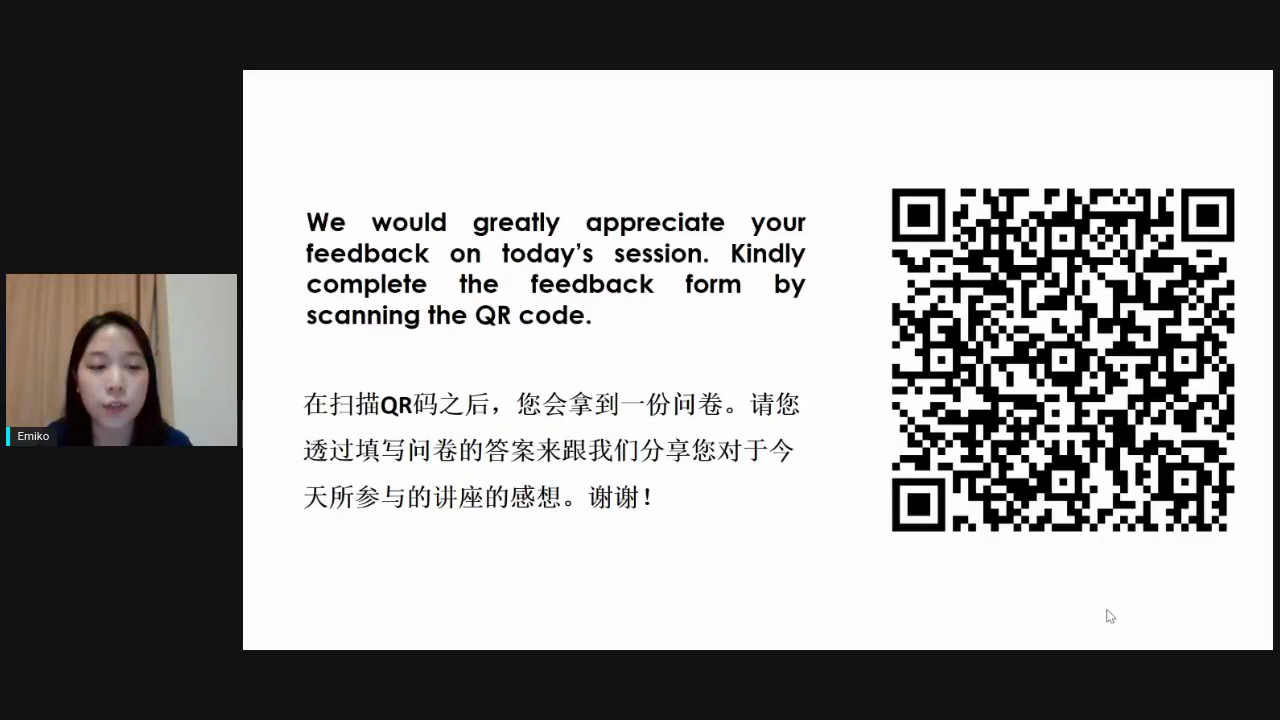 We would greatly appreciate your
feedback on today's session. Kindly
complete the feedback form by
scanning the QR code.
在扫描QR码之后，您会拿到一份问卷。请您
透过填写问卷的答案来跟我们分享您对于今
天所参与的讲座的感想。谢谢！
Emiko